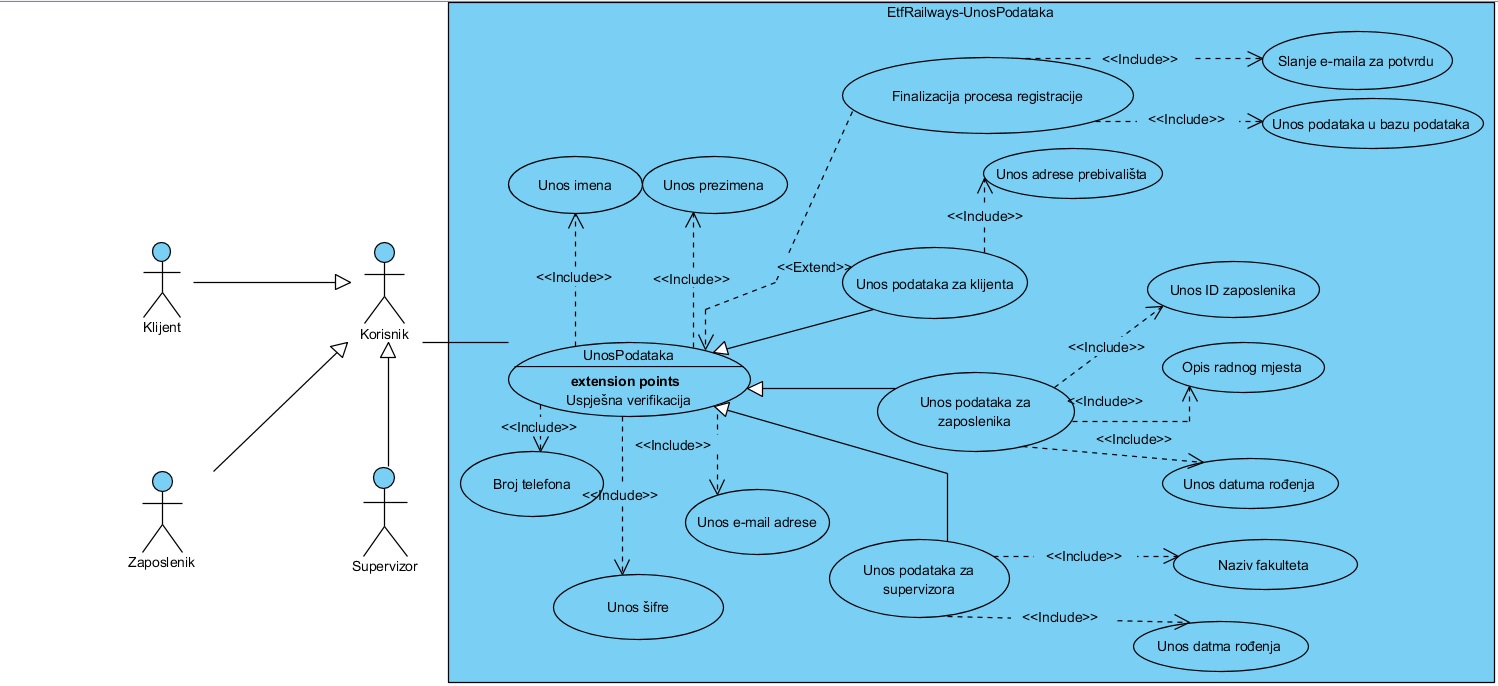 EtfRailways-UnosPodataka
<<Include>>
Slanje e-maila za potvrdu
Finalizacija procesa registracije
<<Include>>
Unos podataka u bazu podataka
Unos imena
Unos prezimena
Unos adrese prebivališta
<<Include>>
<<Include>>
<<Include>>
<<Extend>>
Unos podataka za klijenta
Unos ID zaposlenika
Klijent
Korisnik
<<Include>>
UnosPodataka
extension points
Uspješna verifikacija
Opis radnog mjesta
Unos podataka za
zaposlenika
<<Include>>
<<Include>>
<<Include>>
<<Include>>
Broj telefona
<<Include>>
Unos e-mail adrese
Unos datuma rođenja
Zaposlenik
Supervizor
Unos podataka za
supervizora
<<Include>>
Naziv fakulteta
Unos šifre
<<Include>>
Unos datma rođenja